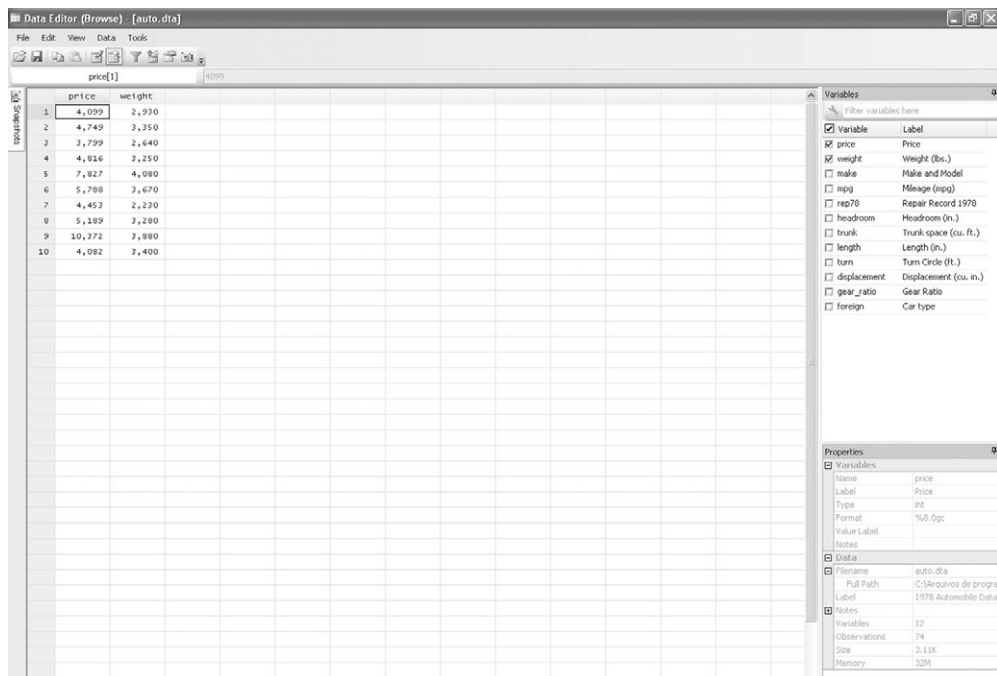 Data Editor (Browse) - [auto.dta]
File Edit View Data Tools
price[1] 4099
Snapshots
price weight
1 4,099 2,930
2 4,749 3,350
3 3,799 2,640
4 4,816 3,250
5 7,827 4,080
6 5,788 3,670
7 4,453 2,230
8 5,189 3,280
9 10,372 3,880
10 4,082 3,400
Variables
Filter variables here
Variable Label
price Price
weight Weight (lbs.)
make Make and Model
mpg Mileage (mpg)
rep78 Repair Record 1978
headroom Headroom (in.)
trunk Trunk space (cu. ft.)
length Length (in.)
turn Turn Circle (ft.)
displacement Displacement (cu. in.)
gear_ratio Gear Ratio
foreign Car type
Properties
Variables
Name price
Label Price
Type int
Format %8.0gc
Value Label
Notes
Data
Filename auto.dta
Full Path C:\Arquivos de progra
Label 1978 Automobile Data
Notes
Variables 12
Observations 74
Size 3.11K
Memory 32M